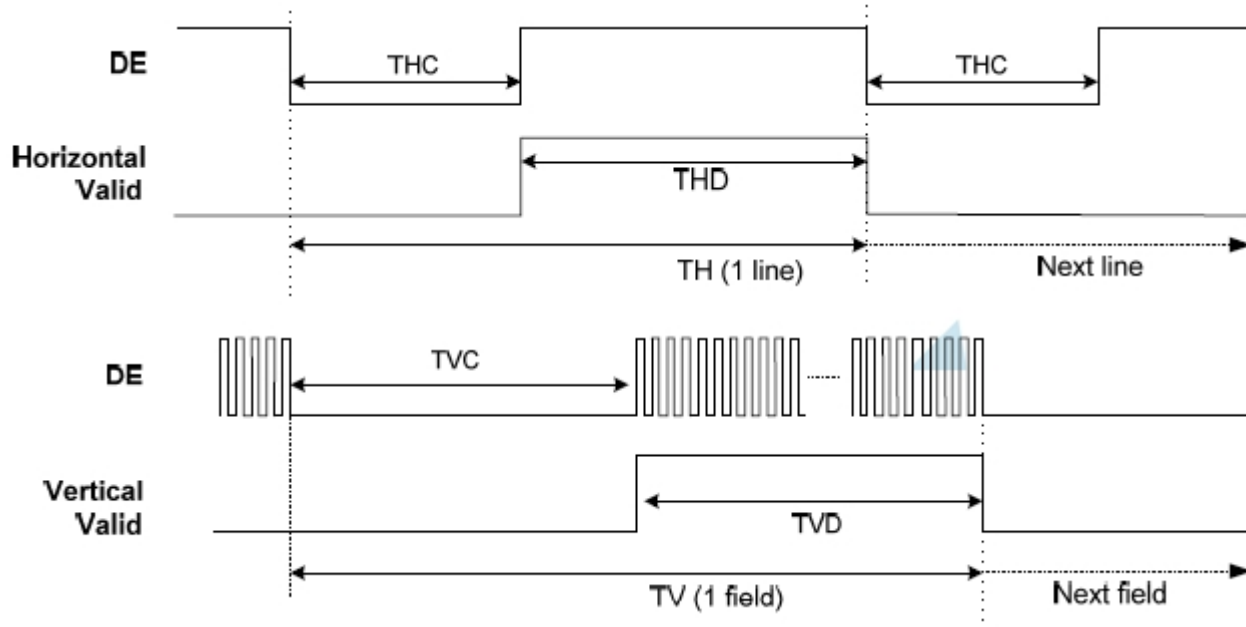 DE
THC
THC
Horizontal
Valid
THD
TH (1 line)
Next line
DE
TVC
Vertical
Valid
TVD
TV (1 field)
Next field